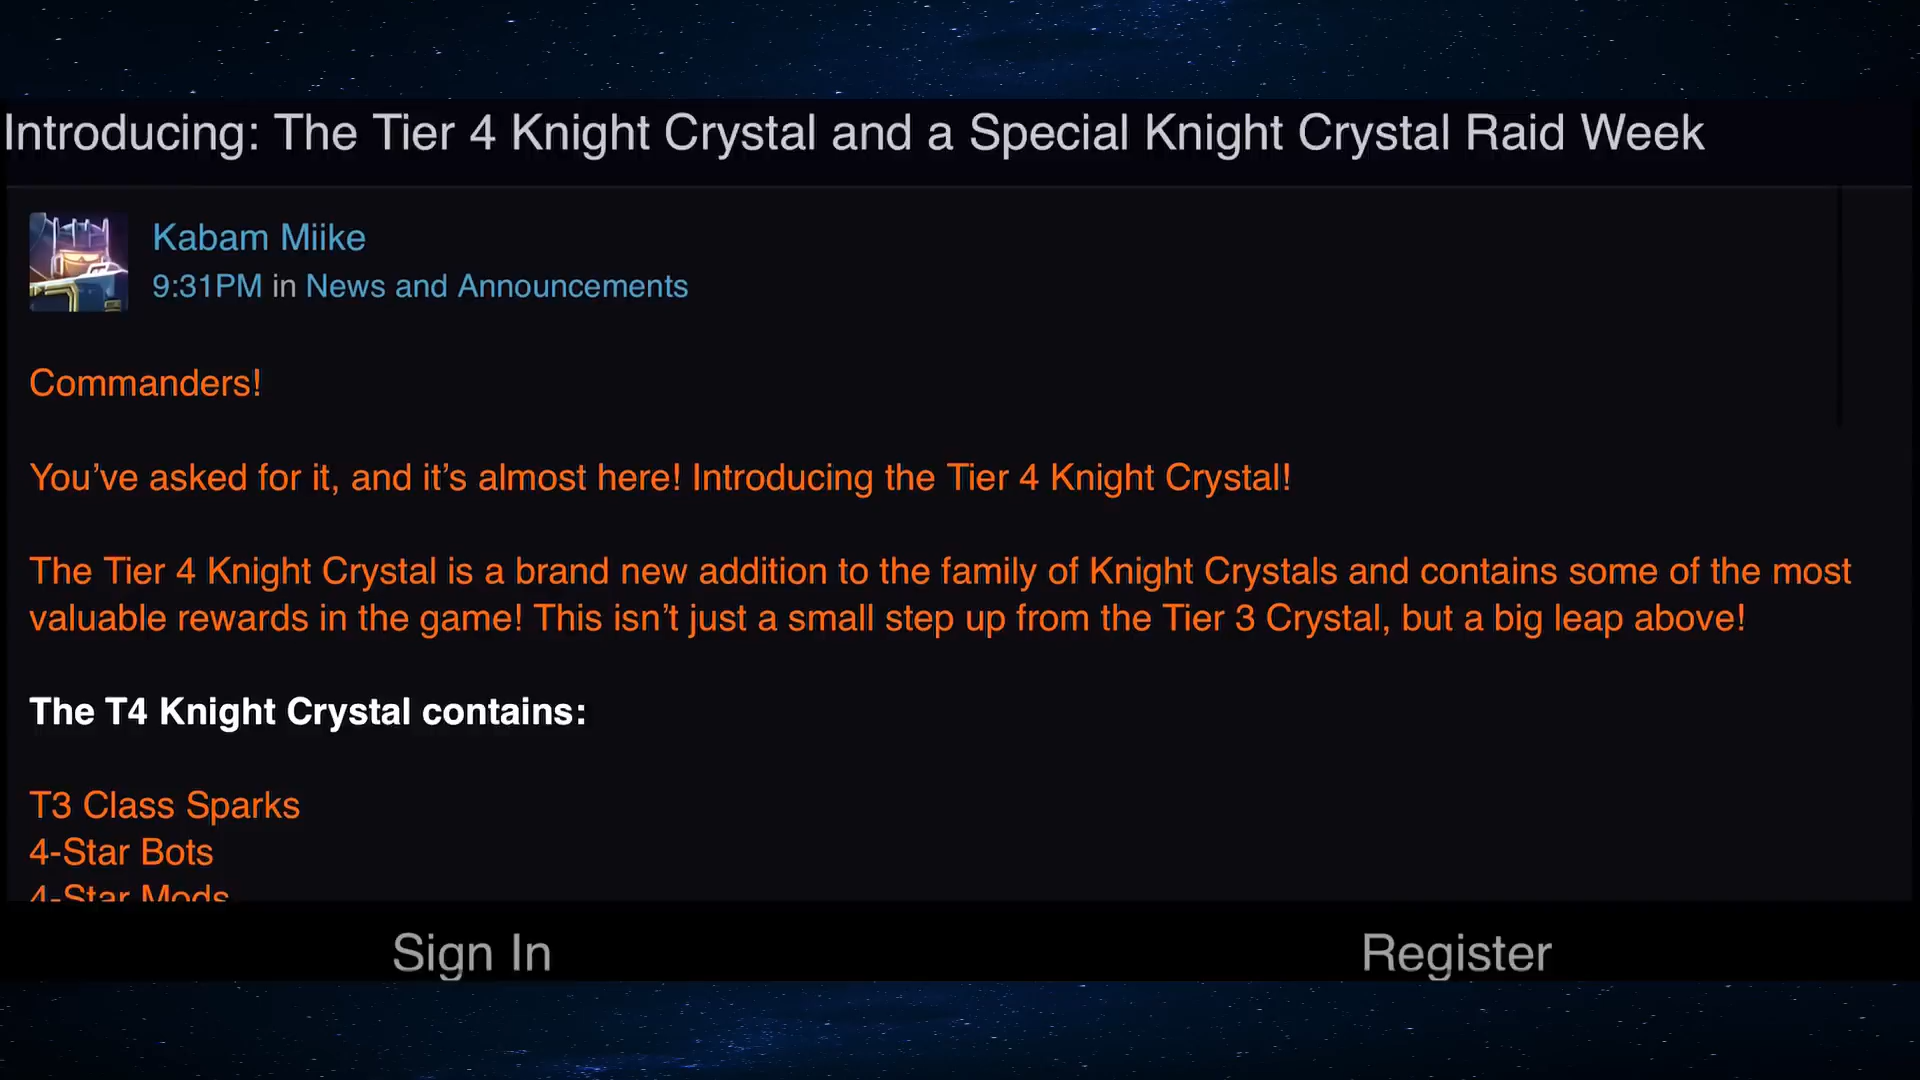 Introducing: The Tier 4 Knight Crystal and a Special Knight Crystal Raid Week
Kabam Miike
9:31PM in News and Announcements
Commanders!
You’ve asked for it, and it’s almost here! Introducing the Tier 4 Knight Crystal!
The Tier 4 Knight Crystal is a brand new addition to the family of Knight Crystals and contains some of the most
valuable rewards in the game! This isn’t just a small step up from the Tier 3 Crystal, but a big leap above!
The T4 Knight Crystal contains:
T3 Class Sparks
4-Star Bots
4-Star Mods
Sign In
Register